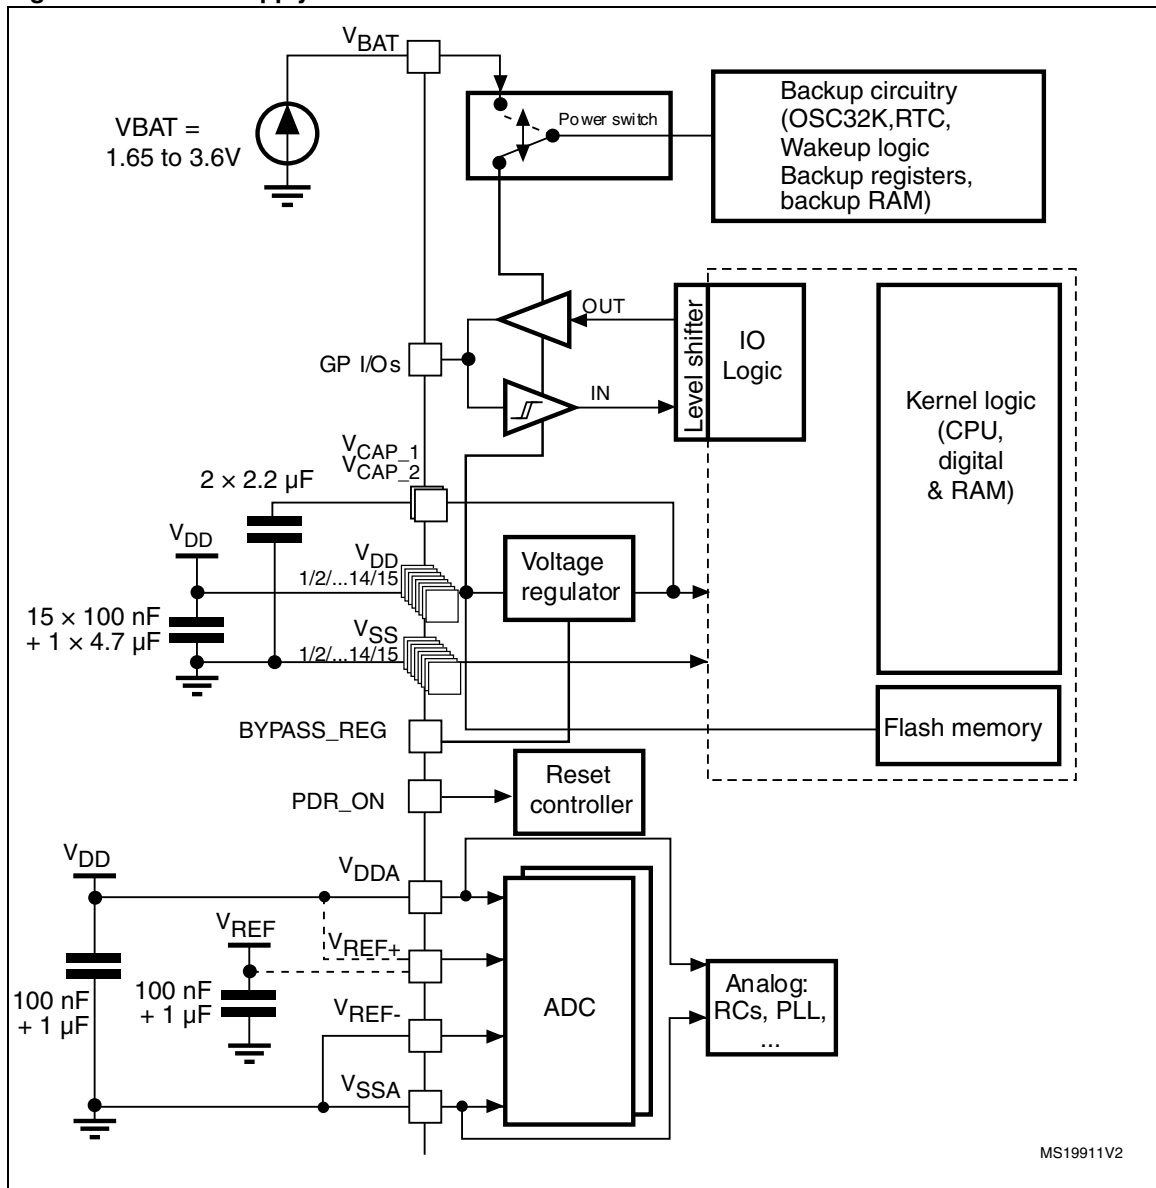 V_BAT
VBAT =
1.65 to 3.6V
Power switch
Backup circuitry
(OSC32K,RTC,
Wakeup logic
Backup registers,
backup RAM)
OUT
GP I/Os
IN
Level shifter
IO
Logic
Kernel logic
(CPU,
digital
& RAM)
V_CAP_1
V_CAP_2
2 × 2.2 µF
V_DD
V_DD
1/2/...14/15
Voltage
regulator
15 × 100 nF
+ 1 × 4.7 µF
V_SS
1/2/...14/15
BYPASS_REG
Flash memory
PDR_ON
Reset
controller
V_DD
V_DDA
V_REF
V_REF+
100 nF
+ 1 µF
100 nF
+ 1 µF
V_REF-
ADC
Analog:
RCs, PLL,
...
V_SSA
MS19911V2